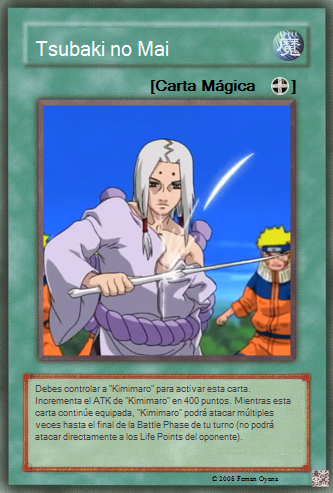 Tsubaki no Mai
魔
[Carta Mágica ]
Debes controlar a "Kimimaro" para activar esta carta.
Incrementa el ATK de "Kimimaro" en 400 puntos. Mientras esta
carta continúe equipada, "Kimimaro" podrá atacar múltiples
veces hasta el final de la Battle Phase de tu turno (no podrá
atacar directamente a los Life Points del oponente).
©2008 Fernan Oyana